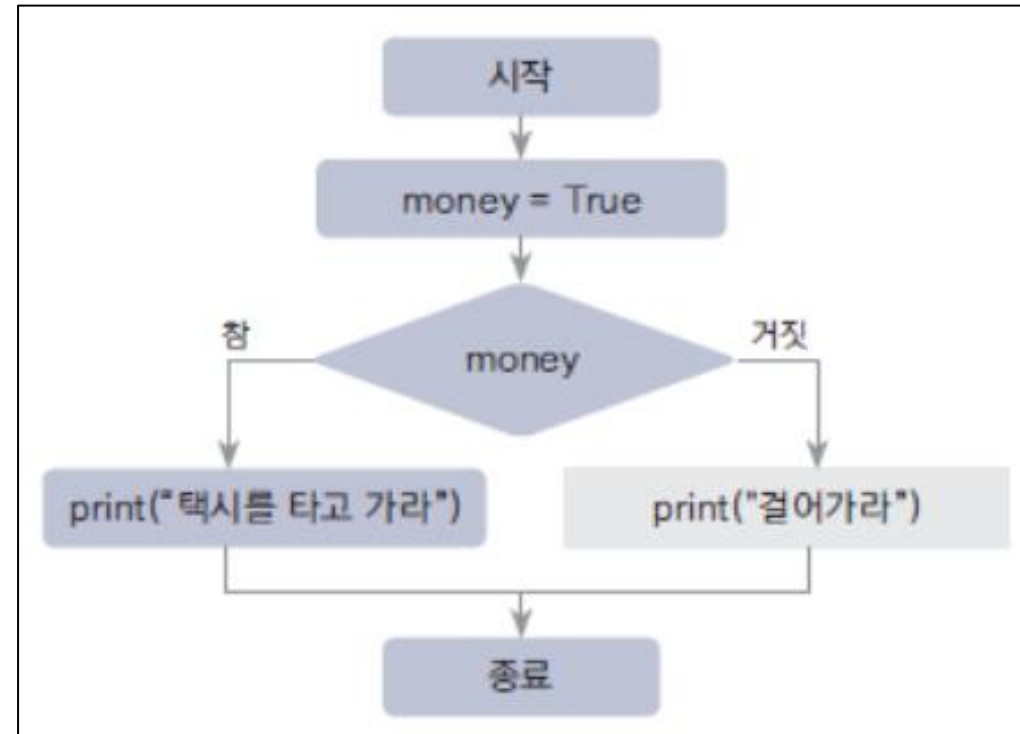 시작
money = True
참
거짓
money
print("택시를 타고 가라")
print("걸어가라")
종료